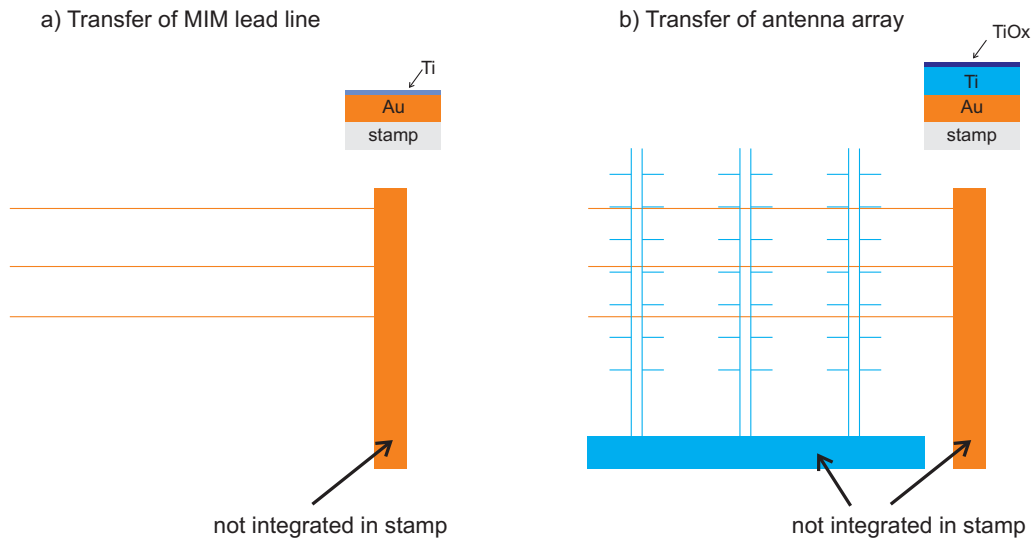 a) Transfer of MIM lead line
Ti
Au
stamp
not integrated in stamp
b) Transfer of antenna array
TiOx
Ti
Au
stamp
not integrated in stamp